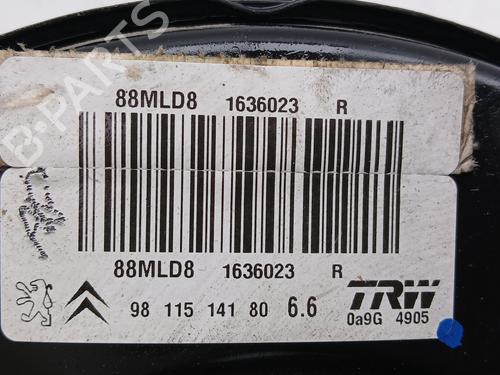 B-PARTS
88MLD8 1636023 R
88MLD8 1636023 R
98 115 141 80 6.6
TRW
0a9G 4905